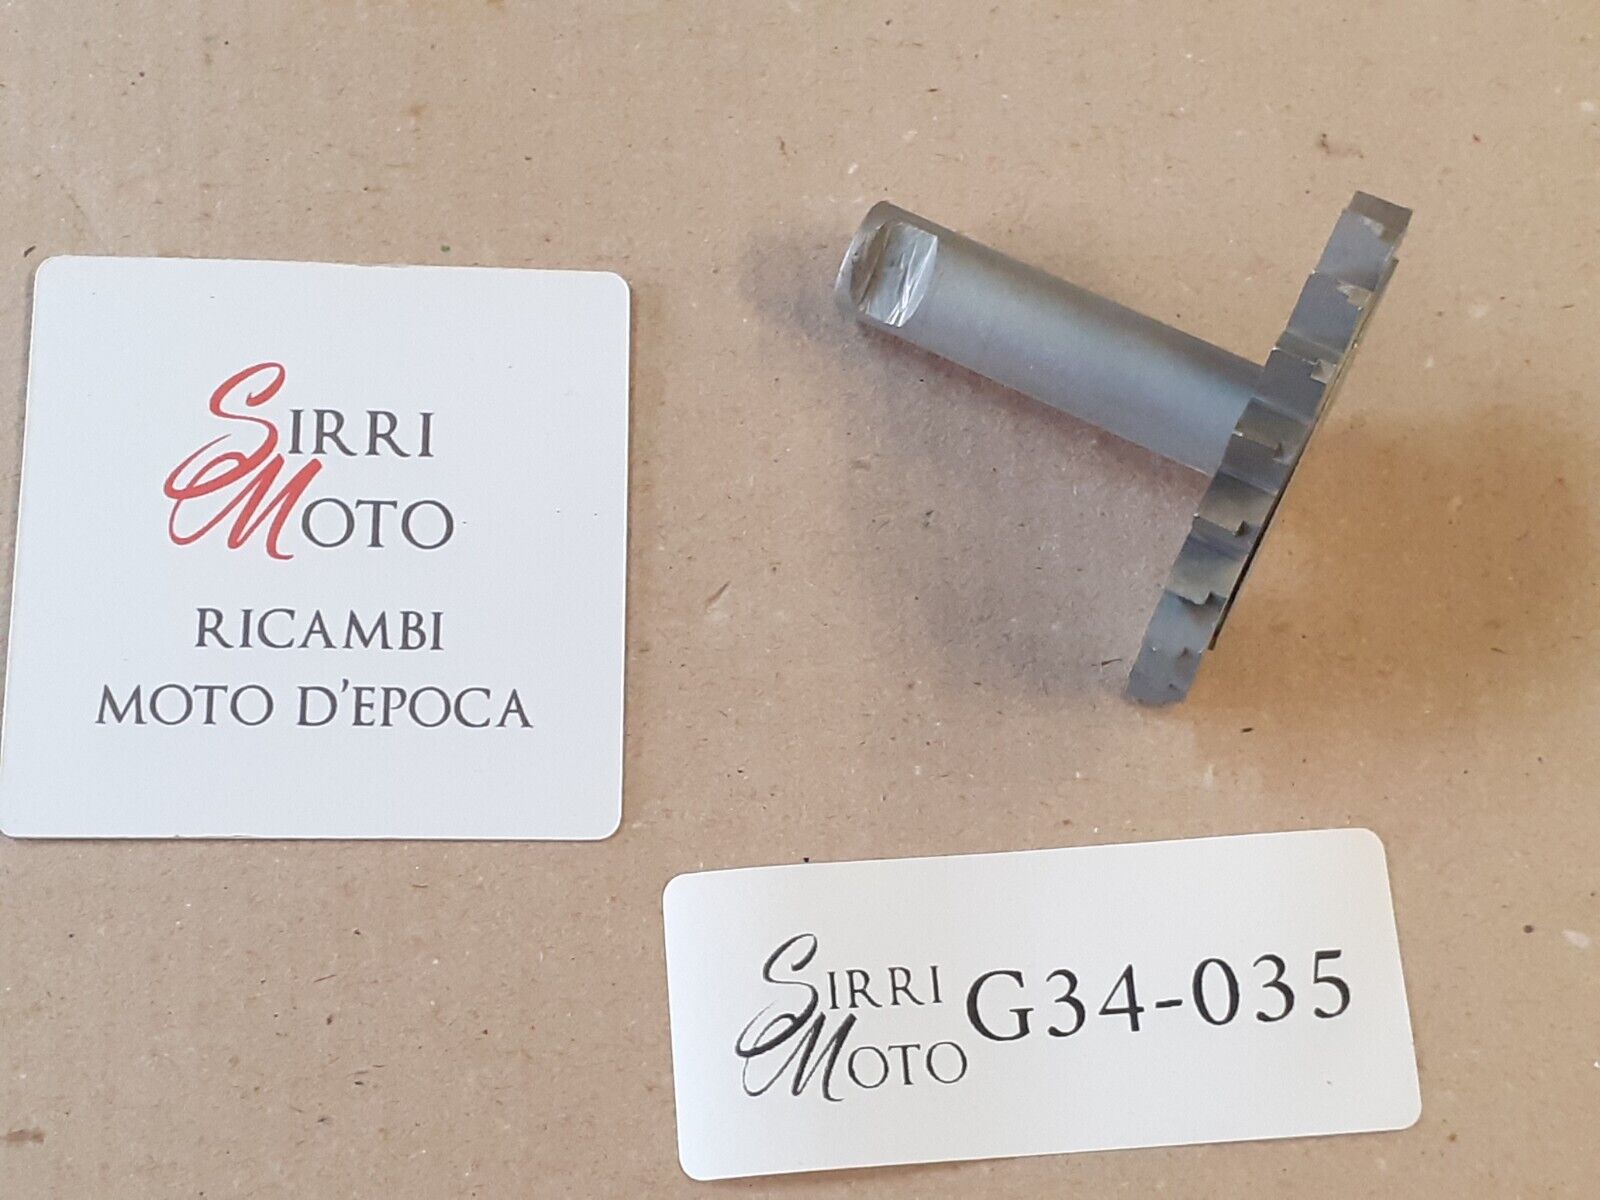 SIRRI
MOTO
RICAMBI
MOTO D'EPOCA
SIRRI
MOTO
G34-035